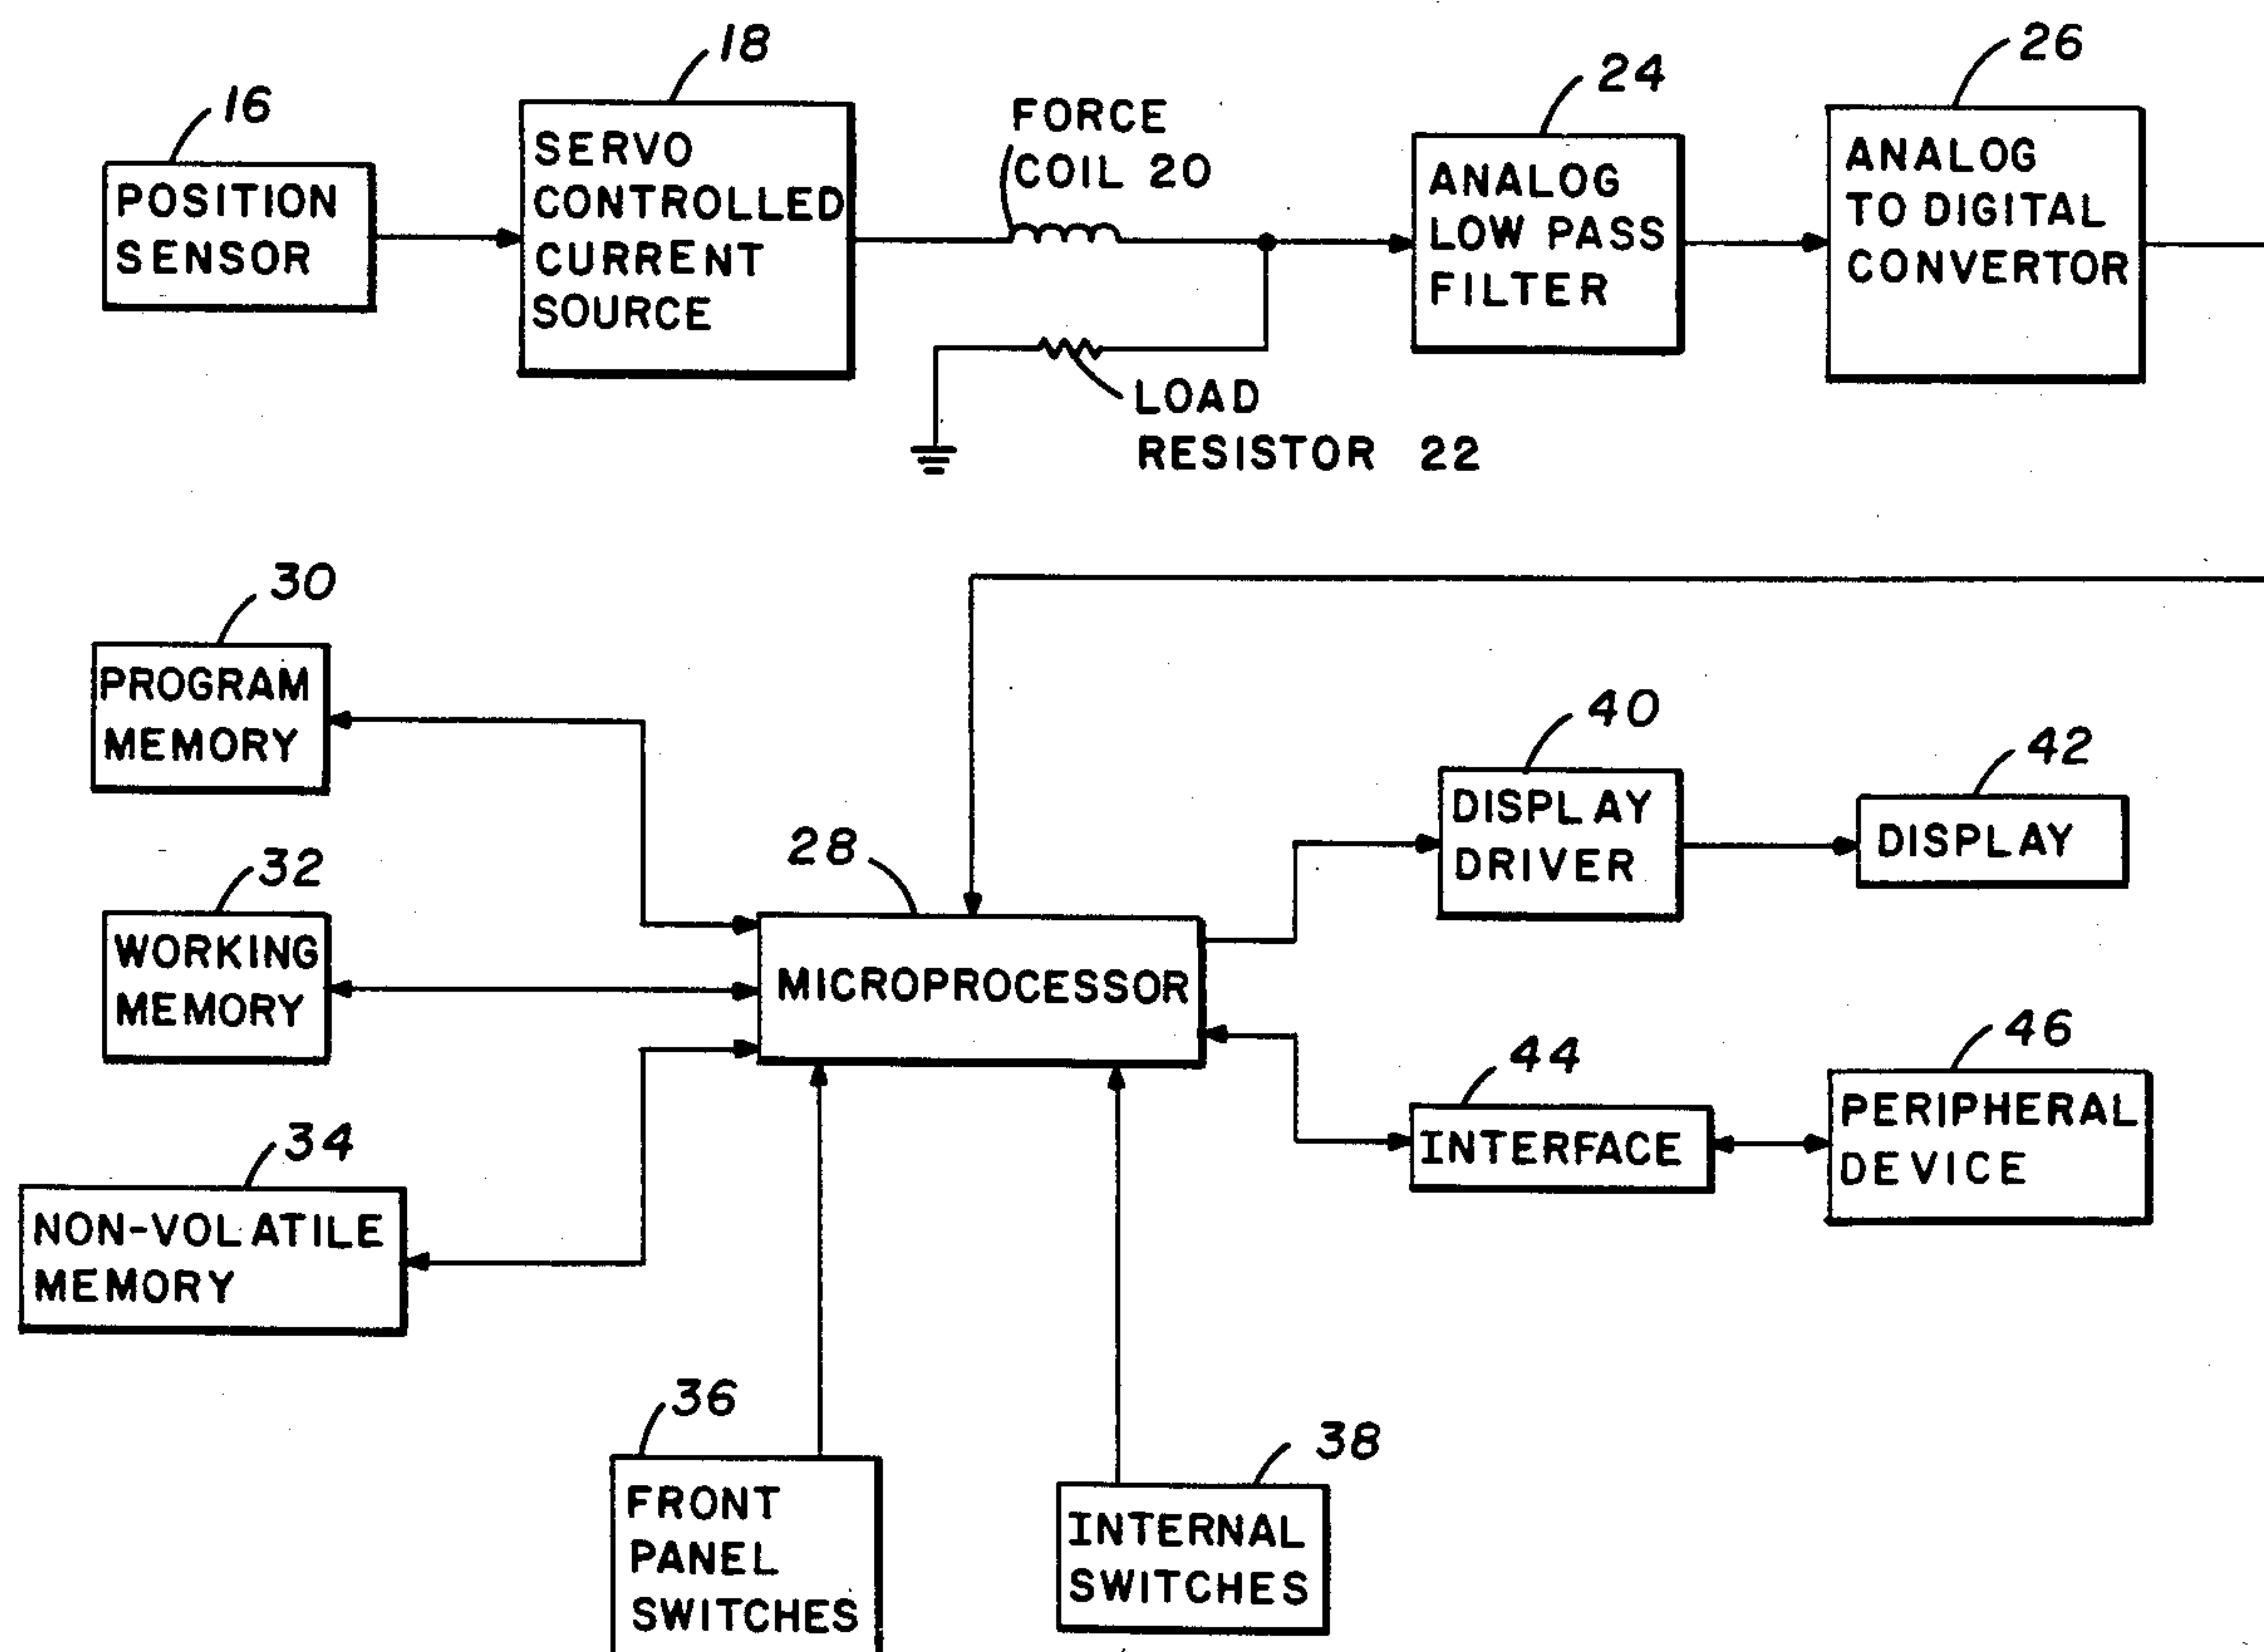 16
POSITION
SENSOR
18
SERVO
CONTROLLED
CURRENT
SOURCE
FORCE
COIL 20
LOAD
RESISTOR 22
24
ANALOG
LOW PASS
FILTER
26
ANALOG
TO DIGITAL
CONVERTOR
30
PROGRAM
MEMORY
32
WORKING
MEMORY
34
NON-VOLATILE
MEMORY
28
MICROPROCESSOR
40
DISPLAY
DRIVER
42
DISPLAY
44
INTERFACE
46
PERIPHERAL
DEVICE
36
FRONT
PANEL
SWITCHES
38
INTERNAL
SWITCHES